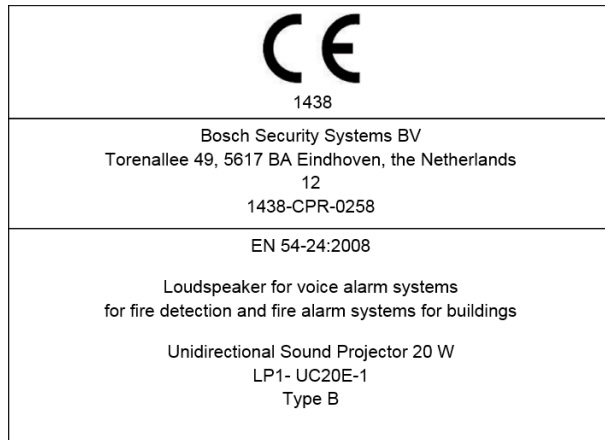 CE
1438
Bosch Security Systems BV
Torenallee 49, 5617 BA Eindhoven, the Netherlands
12
1438-CPR-0258
EN 54-24:2008
Loudspeaker for voice alarm systems
for fire detection and fire alarm systems for buildings
Unidirectional Sound Projector 20 W
LP1- UC20E-1
Type B